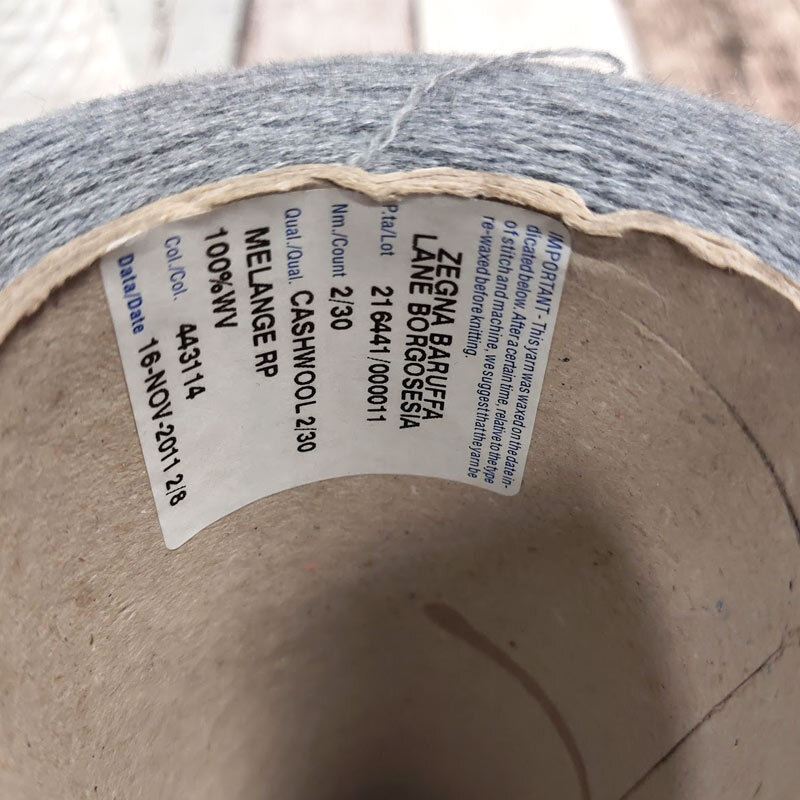 IMPORTANT - This yarn was waxed on the date in-
dicated below. After a certain time, relative to the type
of stitch and machine, we suggest that the yarn be
re-waxed before knitting.
ZEGNA BARUFFA
LANE BORGOSESIA
P.ta/Lot 216441/000011
Nm./Count 2/30
Qual./Qual. CASHWOOL 2/30
MELANGE RP
100%WV
Col./Col. 443114
Data/Date 16-NOV-2011 2/8